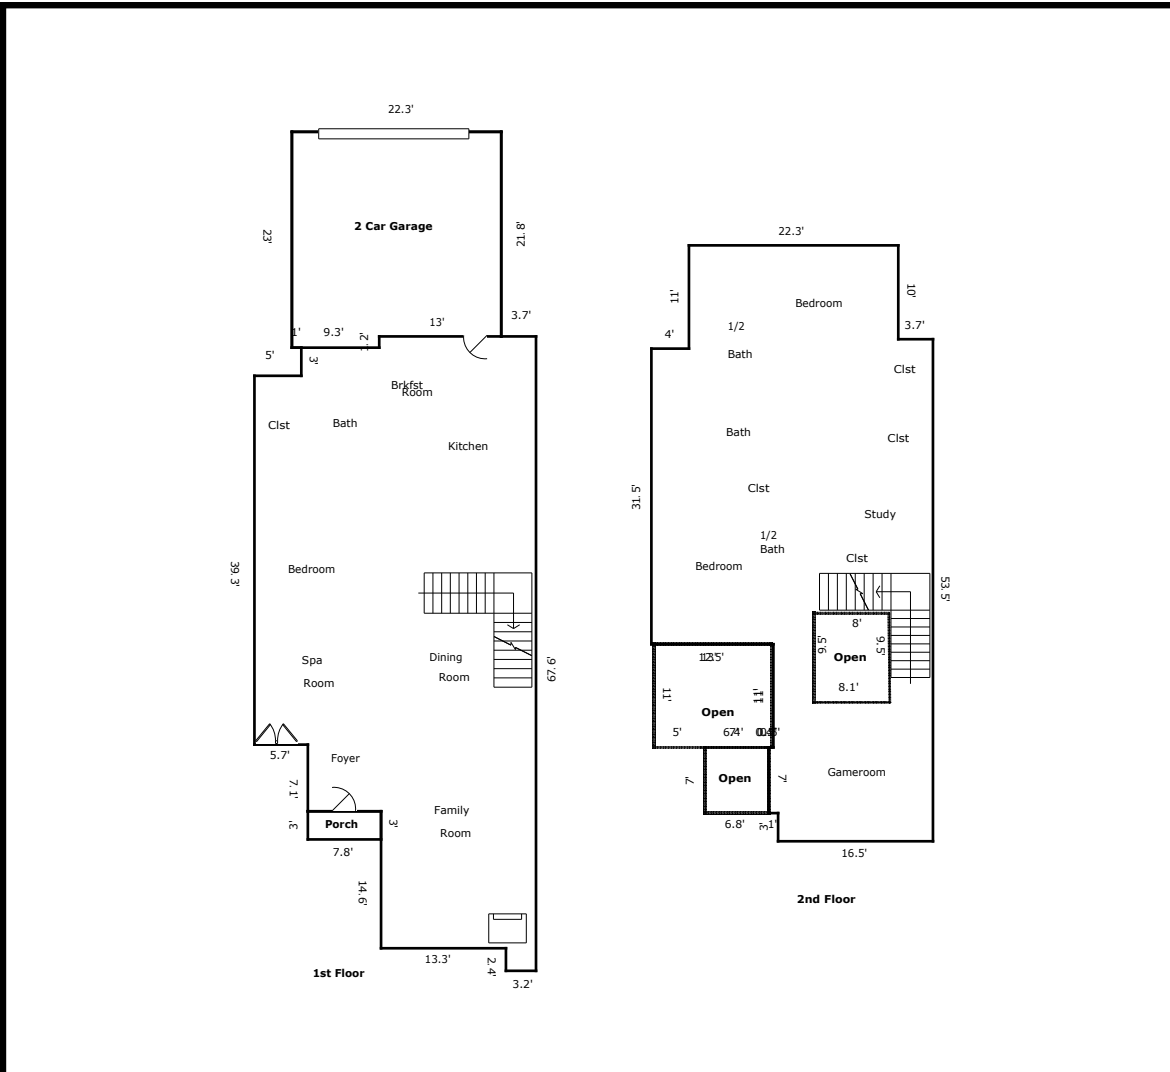 22.3'
2 Car Garage
23'
21.8'
1'
9.3'
13'
3.7'
5'
3'
Brkfst
Room
Clst
Bath
Kitchen
39.3'
Bedroom
67.9'
Spa
Room
Dining
Room
5.7'
Foyer
7.1'
3'
Porch
3'
7.8'
Family
Room
14.6'
13.3'
2.4'
3.2'
1st Floor
22.3'
11'
10'
Bedroom
1/2
Bath
4'
3.7'
Clst
Bath
Clst
Clst
31.5'
Study
1/2
Bath
Clst
Bedroom
53.5'
8'
9.5'
9.5'
Open
8.1'
11'
11'
Open
5'
Open
7'
7'
Gameroom
6.8'
3'
1'
16.5'
2nd Floor